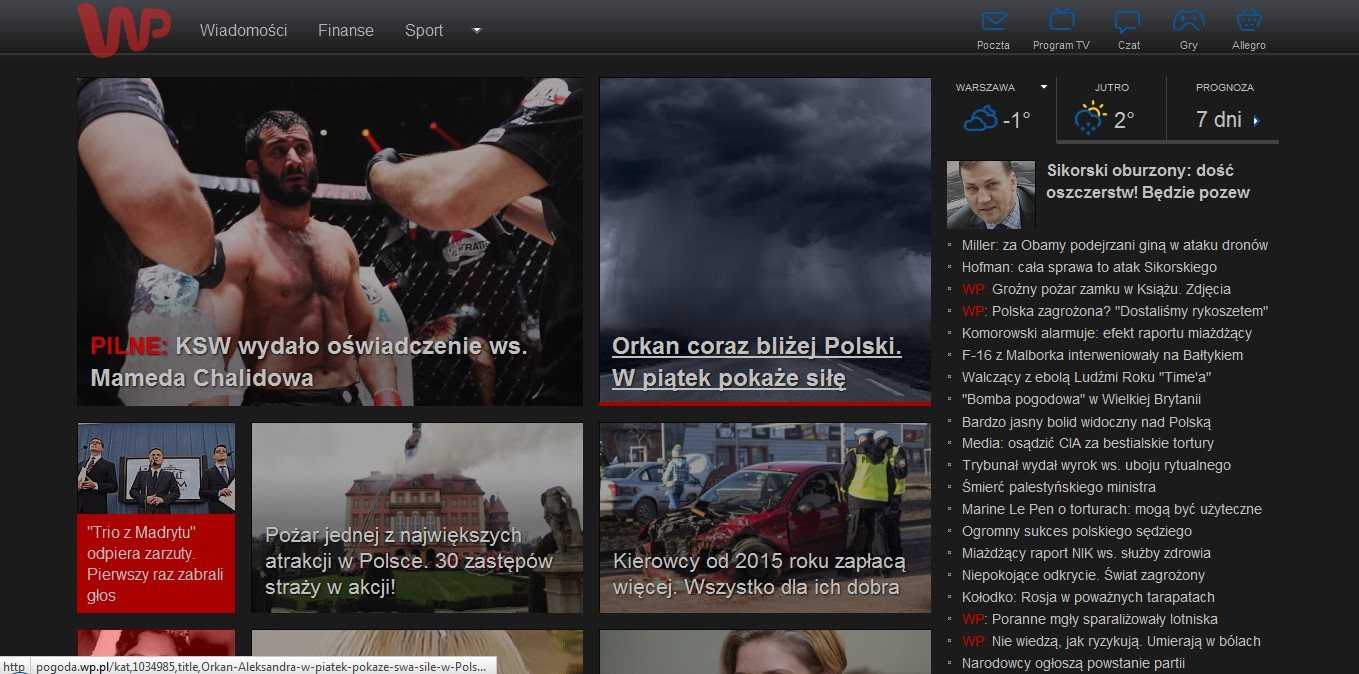 WP
Wiadomości
Finanse
Sport
Poczta
Program TV
Czat
Gry
Allegro
PILNE: KSW wydało oświadczenie ws.
Mameda Chalidowa
Orkan coraz bliżej Polski.
W piątek pokaże siłę
WARSZAWA
-1°
JUTRO
2°
PROGNOZA
7 dni
Sikorski oburzony: dość
oszczerstw! Będzie pozew
Miller: za Obamy podejrzani giną w ataku dronów
Hofman: cała sprawa to atak Sikorskiego
WP: Groźny pożar zamku w Książu. Zdjęcia
WP: Polska zagrożona? "Dostaliśmy rykoszetem"
Komorowski alarmuje: efekt raportu miażdżący
F-16 z Malborka interweniowały na Bałtykiem
Walczący z ebolą Ludźmi Roku "Time'a"
"Bomba pogodowa" w Wielkiej Brytanii
Bardzo jasny bolid widoczny nad Polską
Media: osądzić CIA za bestialskie tortury
Trybunał wydał wyrok ws. uboju rytualnego
Śmierć palestyńskiego ministra
Marine Le Pen o torturach: mogą być użyteczne
Ogromny sukces polskiego sędziego
Miażdżący raport NIK ws. służby zdrowia
Niepokojące odkrycie. Świat zagrożony
Kołodko: Rosja w poważnych tarapatach
WP: Poranne mgły sparaliżowały lotniska
WP: Nie wiedzą, jak ryzykują. Umierają w bólach
Narodowcy ogłoszą powstanie partii
"Trio z Madrytu"
odpiera zarzuty.
Pierwszy raz zabrali
głos
Pożar jednej z największych
atrakcji w Polsce. 30 zastępów
straży w akcji!
Kierowcy od 2015 roku zapłacą
więcej. Wszystko dla ich dobra
http
pogoda.wp.pl/kat,1034985,title,Orkan-Aleksandra-w-piatek-pokaze-swa-sile-w-Pols...